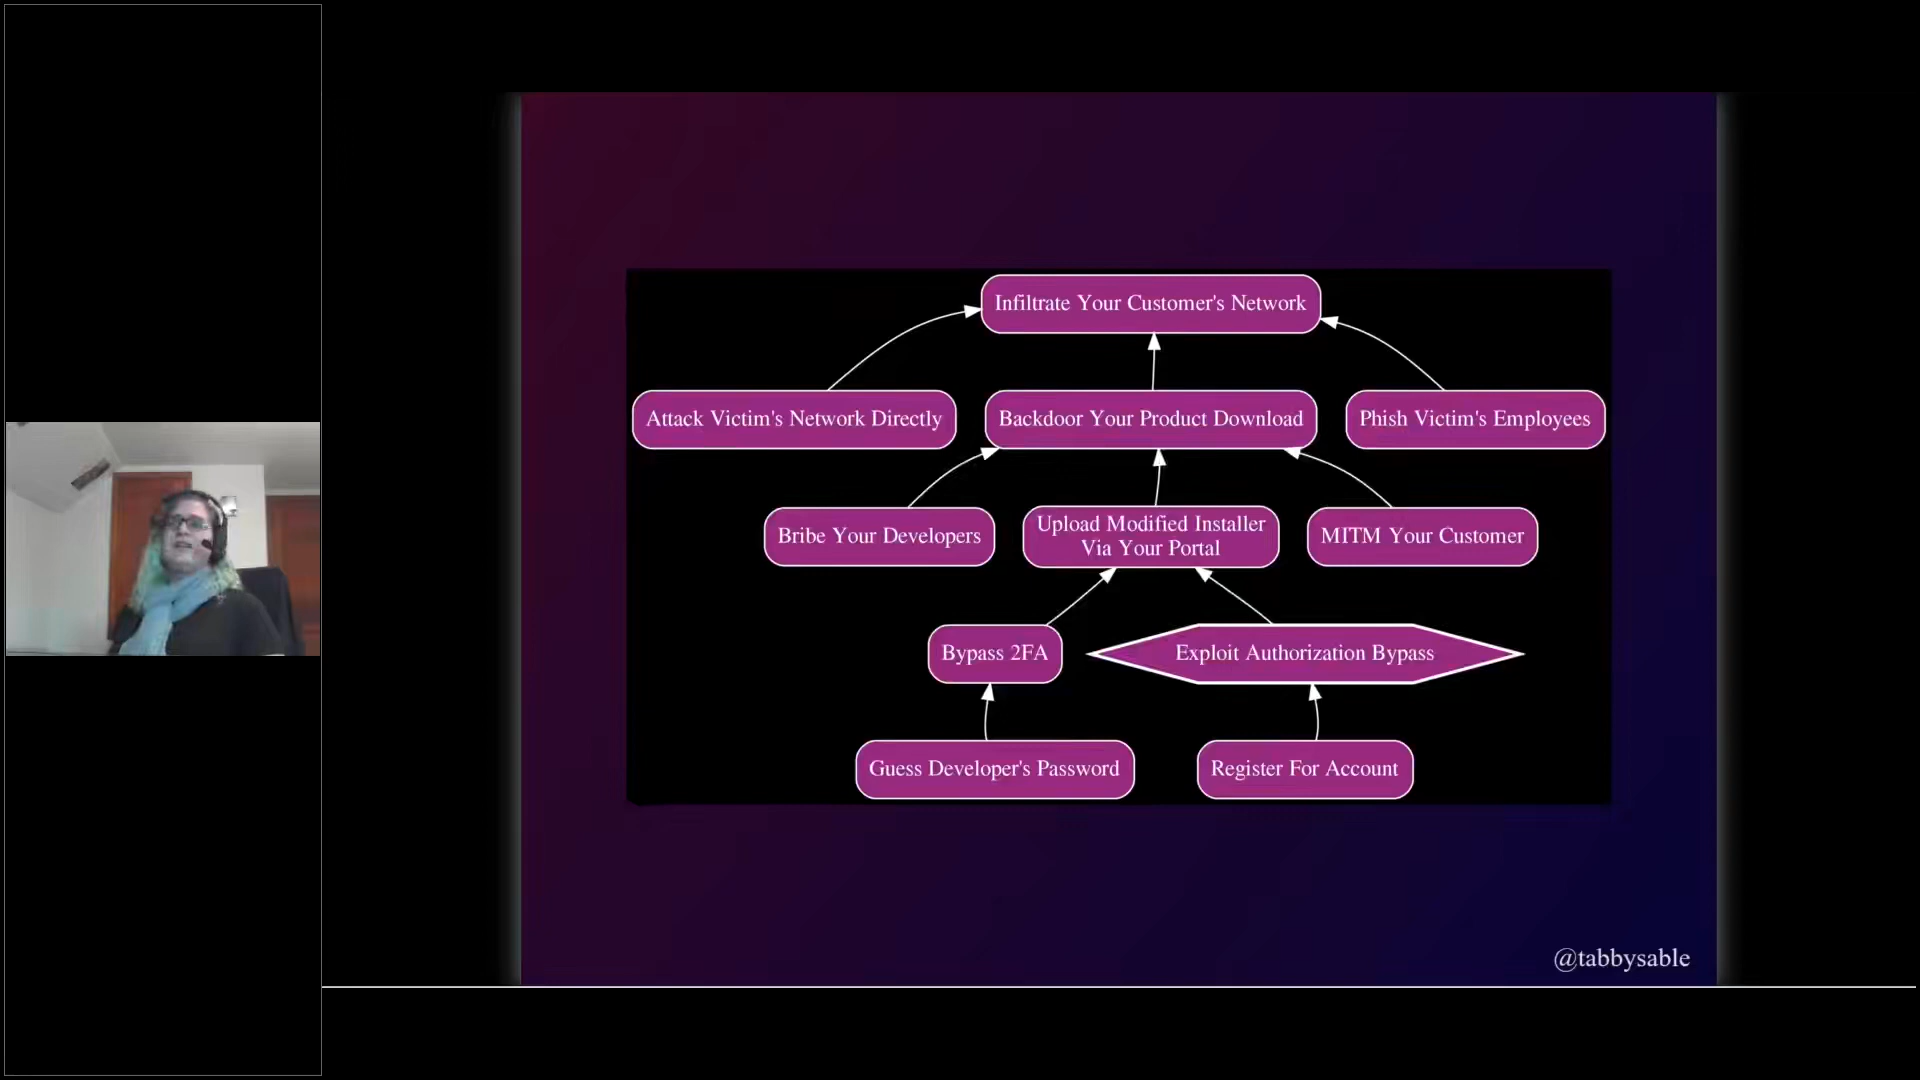 Infiltrate Your Customer's Network
Attack Victim's Network Directly
Backdoor Your Product Download
Phish Victim's Employees
Bribe Your Developers
Upload Modified Installer
Via Your Portal
MITM Your Customer
Bypass 2FA
Exploit Authorization Bypass
Guess Developer's Password
Register For Account
@tabbysable